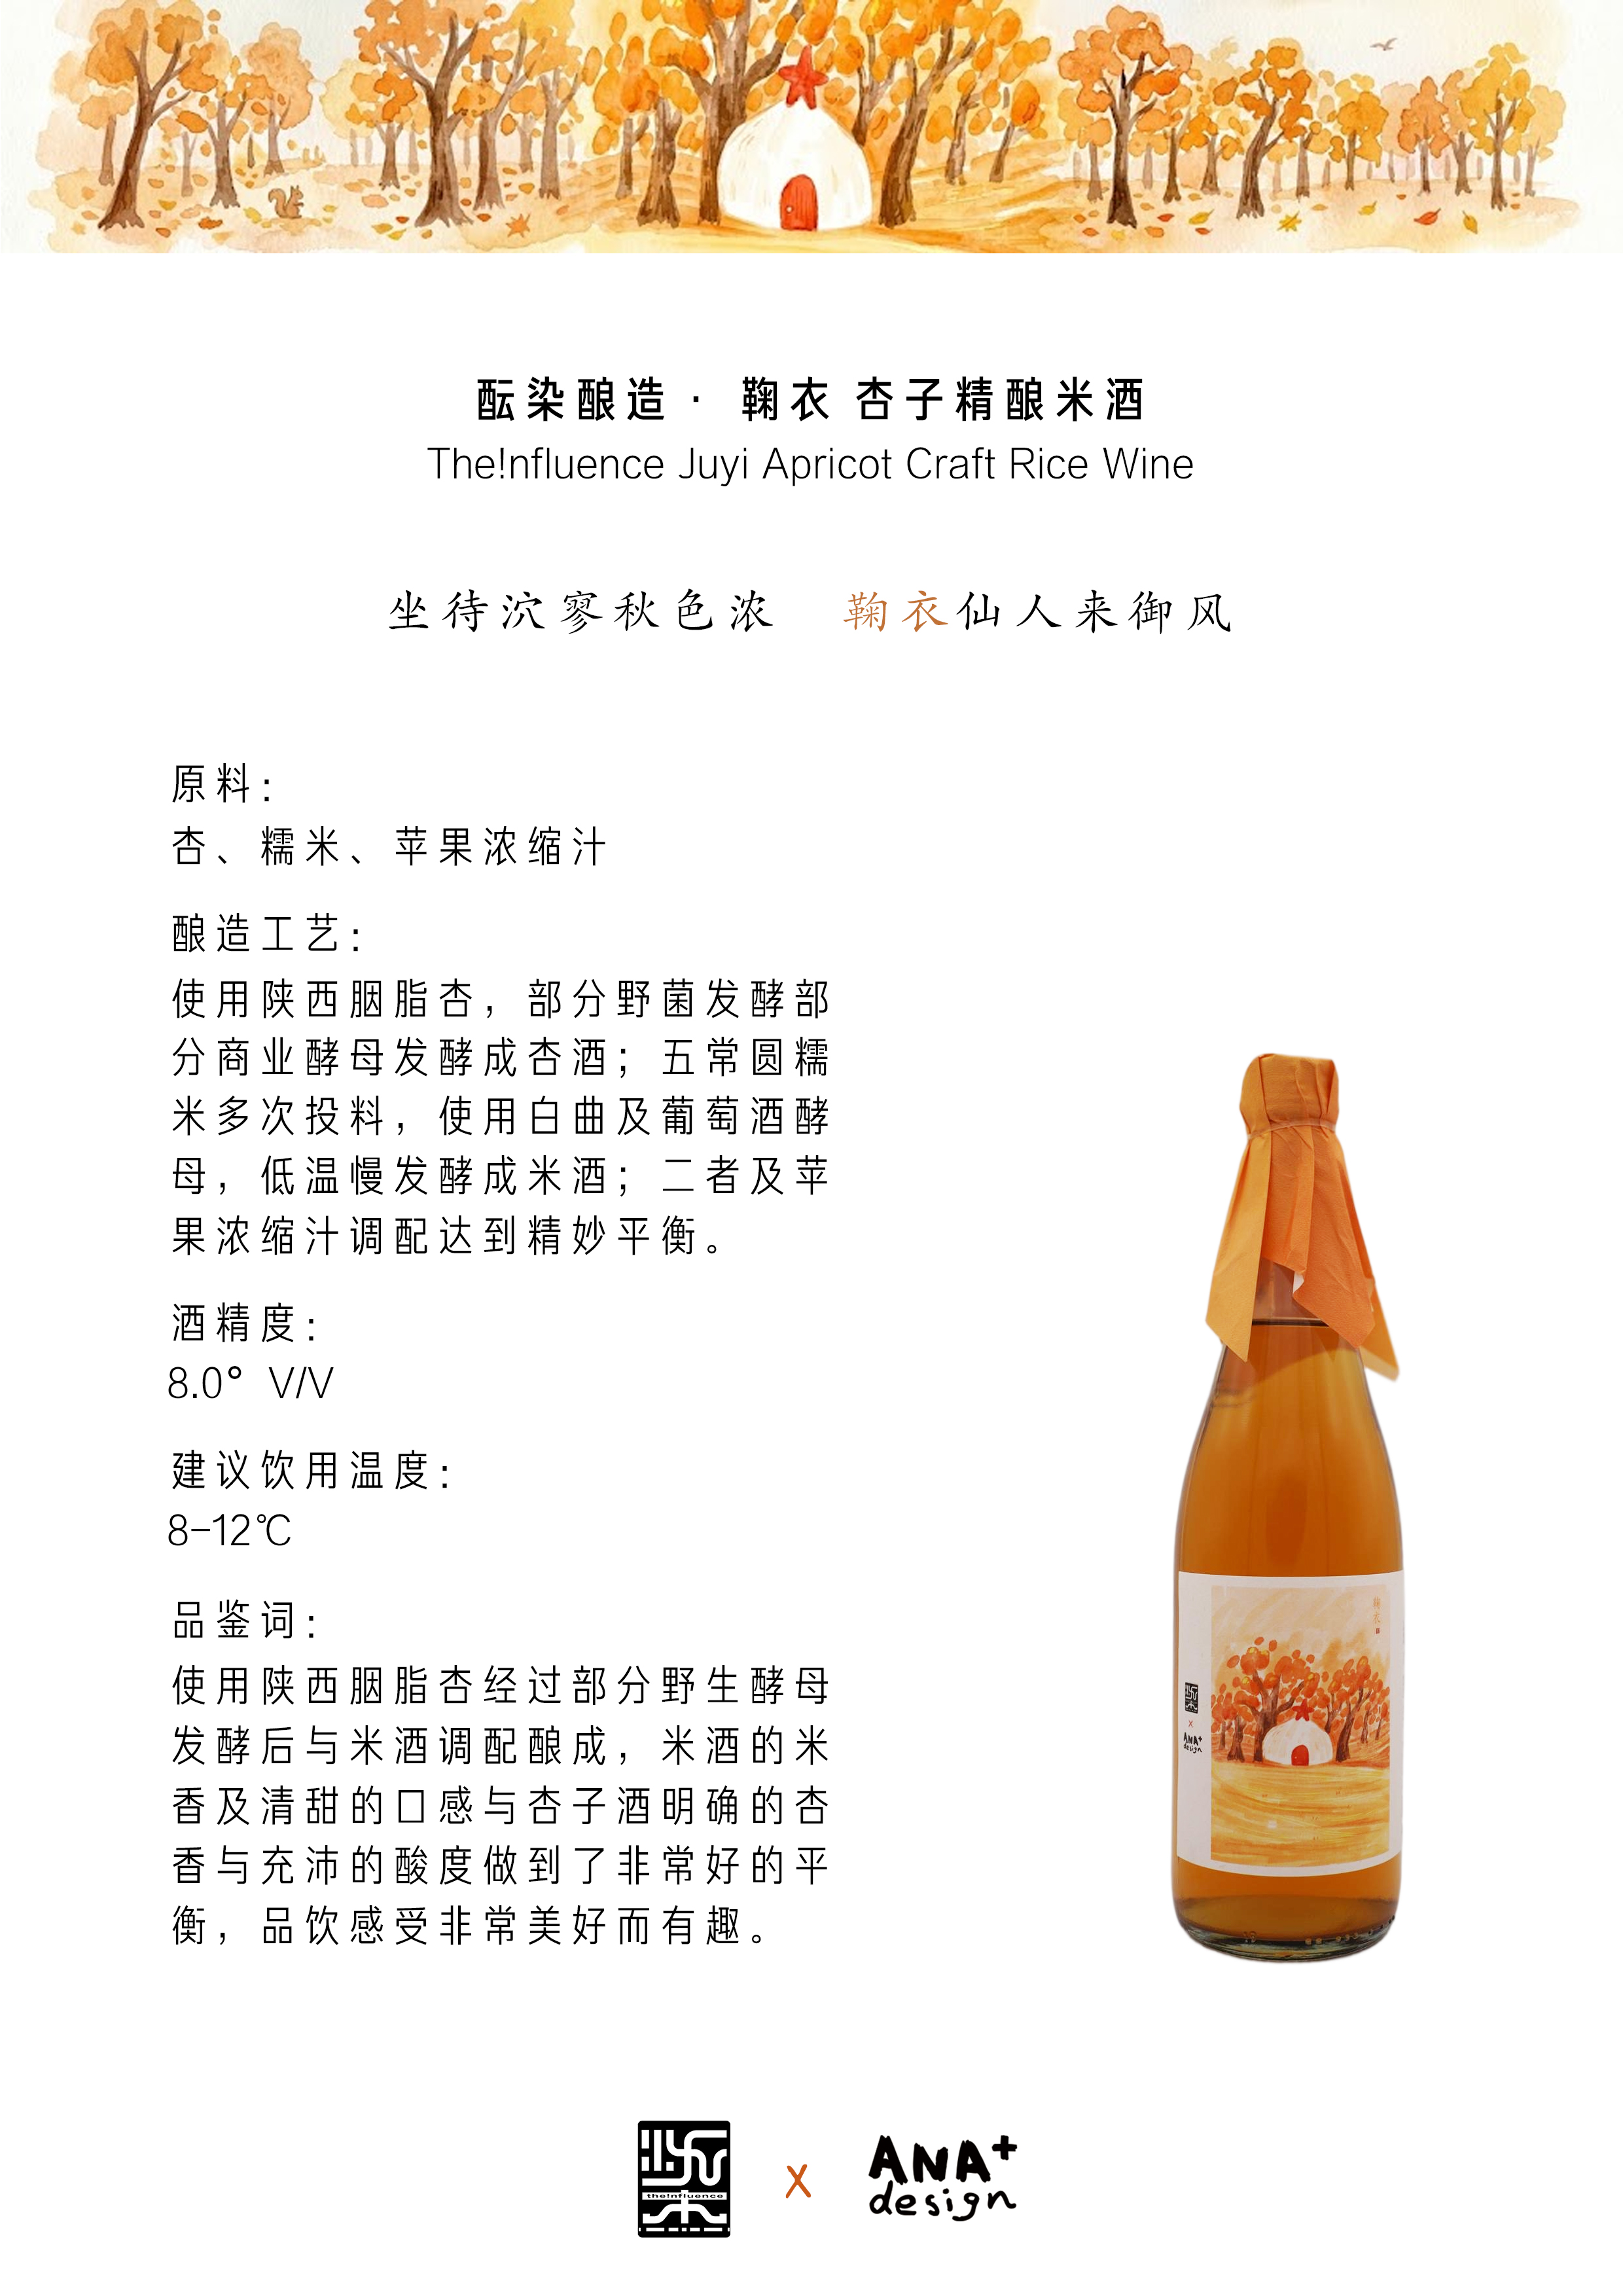 酝染酿造 · 鞠衣 杏子精酿米酒
The!nfluence Juyi Apricot Craft Rice Wine
坐待泬寥秋色浓 鞠衣仙人来御风
原料：
杏、糯米、苹果浓缩汁
酿造工艺：
使用陕西胭脂杏，部分野菌发酵部
分商业酵母发酵成杏酒；五常圆糯
米多次投料，使用白曲及葡萄酒酵
母，低温慢发酵成米酒；二者及苹
果浓缩汁调配达到精妙平衡。
酒精度：
8.0° V/V
建议饮用温度：
8-12℃
品鉴词：
使用陕西胭脂杏经过部分野生酵母
发酵后与米酒调配酿成，米酒的米
香及清甜的口感与杏子酒明确的杏
香与充沛的酸度做到了非常好的平
衡，品饮感受非常美好而有趣。
鞠衣
x
ANA+
design
the!nfluence
x
ANA+
design